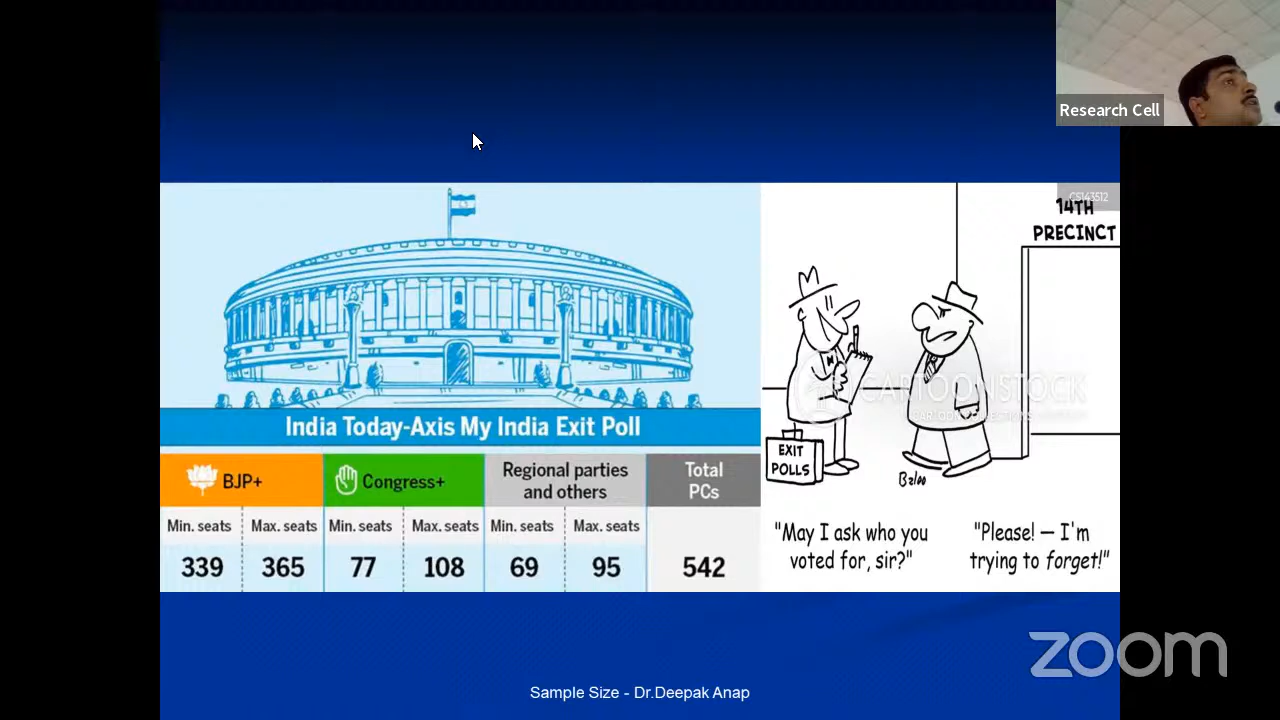 Research Cell
CS143512
14TH
PRECINCT
CARTOONSTOCK
EXIT
POLLS
"May I ask who you
voted for, sir?"
"Please! — I'm
trying to forget!"
India Today-Axis My India Exit Poll
BJP+
Congress+
Regional parties
and others
Total
PCs
Min. seats
Max. seats
Min. seats
Max. seats
Min. seats
Max. seats
339
365
77
108
69
95
542
zoom
Sample Size - Dr.Deepak Anap